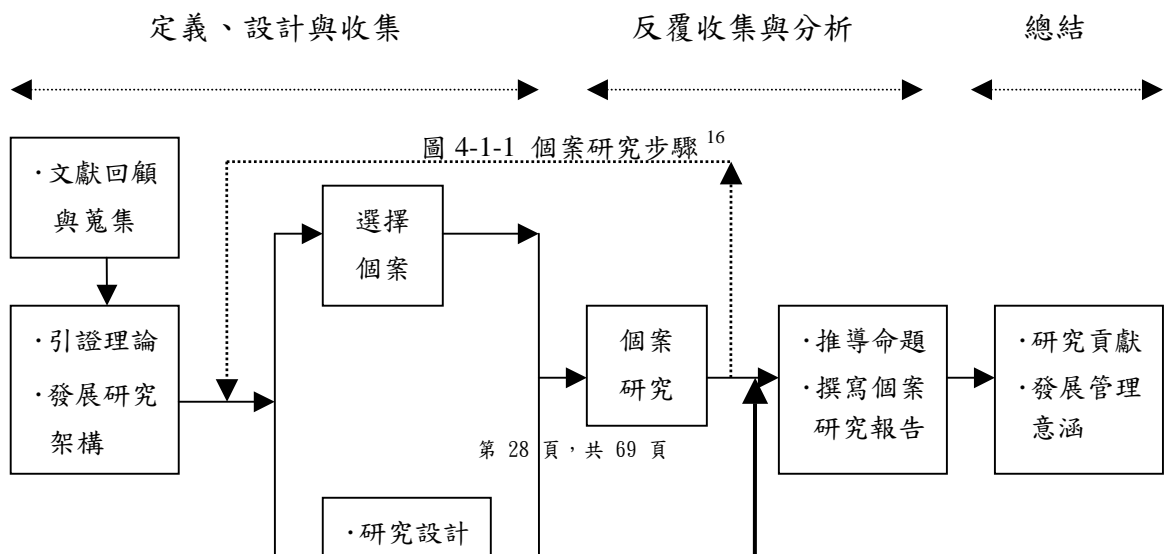 定義、設計與收集
反覆收集與分析
總結
圖 4-1-1 個案研究步驟 16
·文獻回顧
與蒐集
選擇
個案
·引證理論
·發展研究
架構
個案
研究
·推導命題
·撰寫個案
研究報告
·研究貢獻
·發展管理
意涵
第 28 頁，共 69 頁
·研究設計